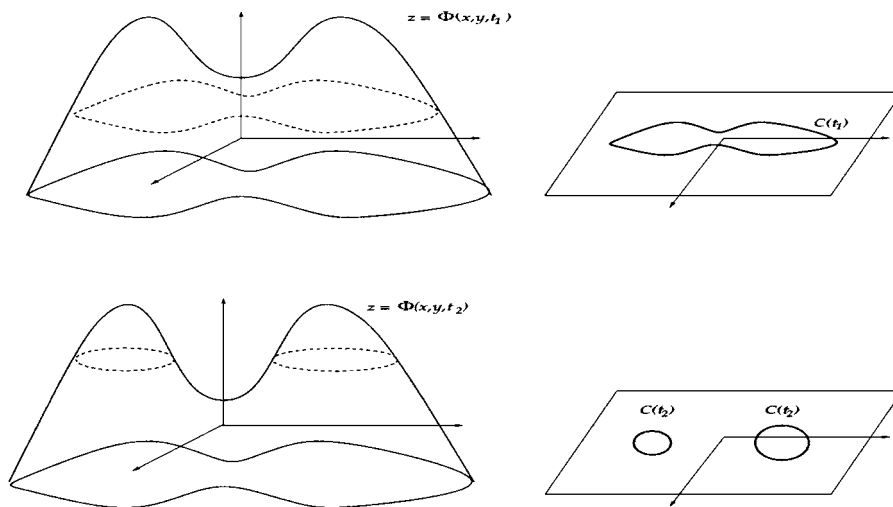 z = Φ(x,y,t₁)
C(t₁)
z = Φ(x,y,t₂)
C(t₂) C(t₂)